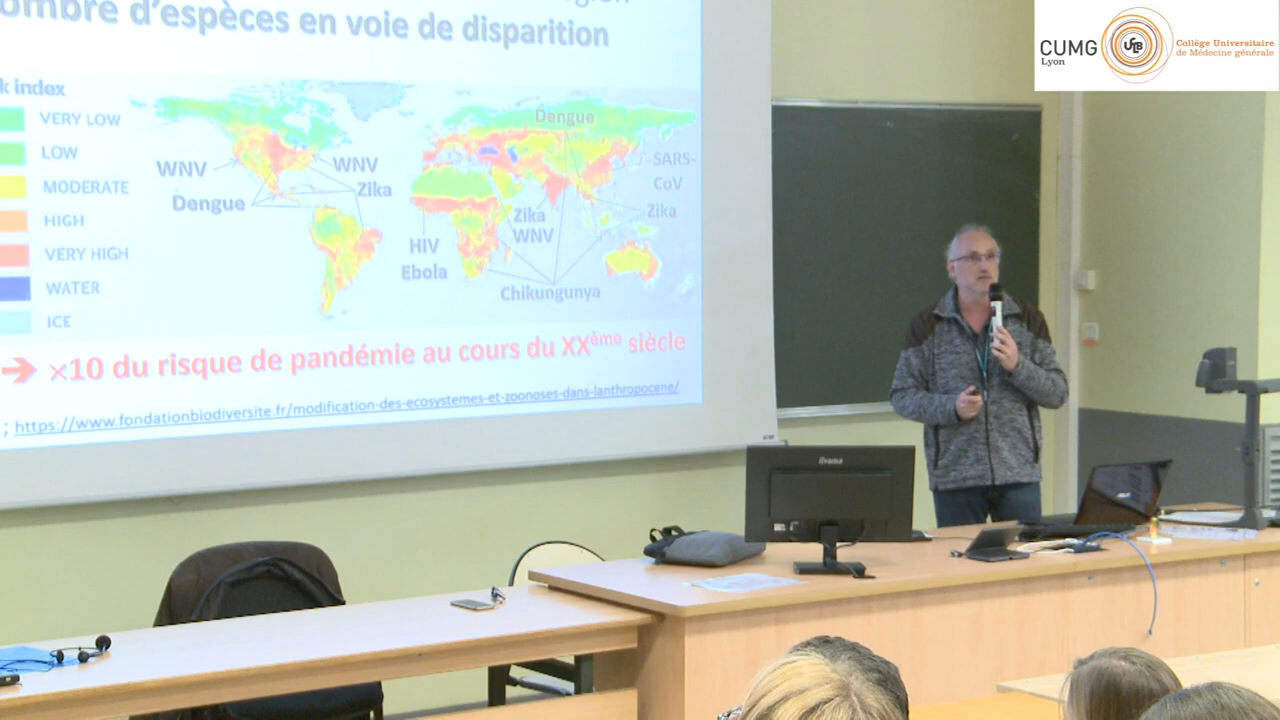 d'espèces en voie de disparition
index
VERY LOW
LOW
MODERATE
HIGH
VERY HIGH
WATER
ICE
WNV
Dengue
WNV
Zika
HIV
Ebola
Dengue
SARS-
CoV
Zika
Zika
WNV
Chikungunya
➔ ×10 du risque de pandémie au cours du XXème siècle
; https://www.fondationbiodiversite.fr/modification-des-ecosystemes-et-zoonoses-dans-lanthropocene/
CUMG
Lyon
Collège Universitaire
de Médecine générale
iiyama